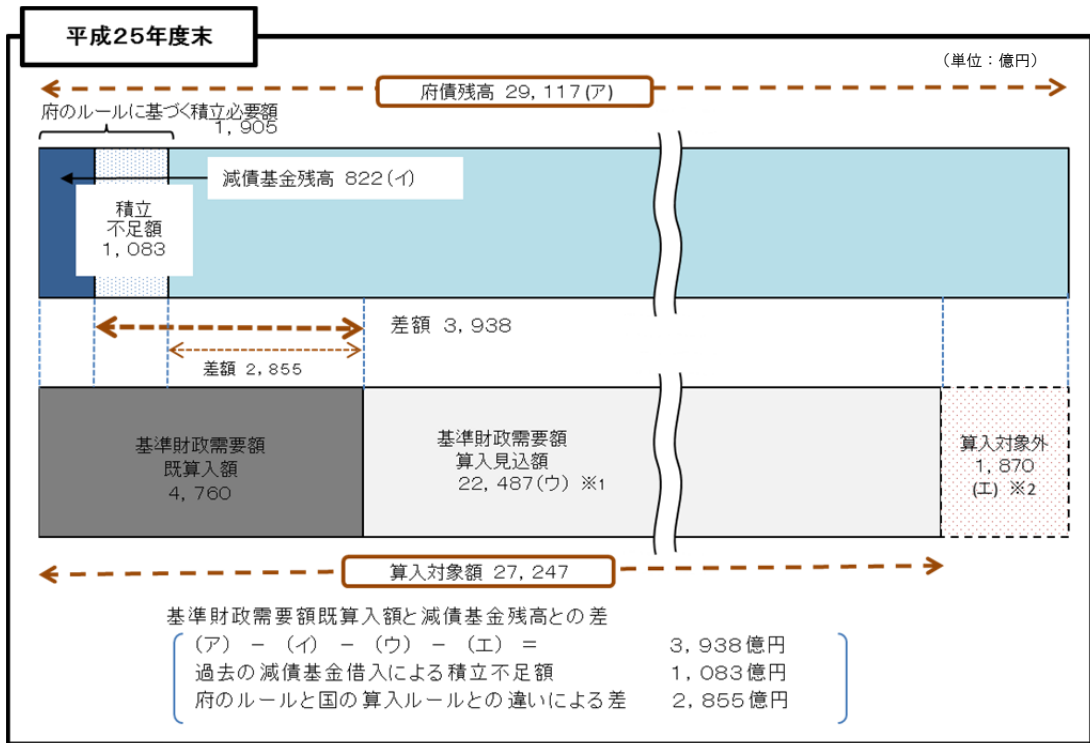 平成25年度末
(単位:億円)
府債残高 29,117(ア)
府のルールに基づく積立必要額
1,905
減債基金残高 822(イ)
積立
不足額
1,083
差額 3,938
差額 2,855
基準財政需要額
既算入額
4,760
基準財政需要額
算入見込額
22,487(ウ) ※1
算入対象外
1,870
(エ) ※2
算入対象額 27,247
基準財政需要額既算入額と減債基金残高との差
(ア) - (イ) - (ウ) - (エ) = 3,938億円
過去の減債基金借入による積立不足額 1,083億円
府のルールと国の算入ルールとの違いによる差 2,855億円